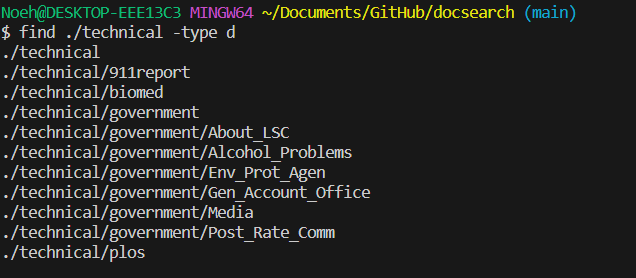 Noeh@DESKTOP-EEE13C3 MINGW64 ~/Documents/GitHub/docsearch (main)
$ find ./technical -type d
./technical
./technical/911report
./technical/biomed
./technical/government
./technical/government/About_LSC
./technical/government/Alcohol_Problems
./technical/government/Env_Prot_Agen
./technical/government/Gen_Account_Office
./technical/government/Media
./technical/government/Post_Rate_Comm
./technical/plos